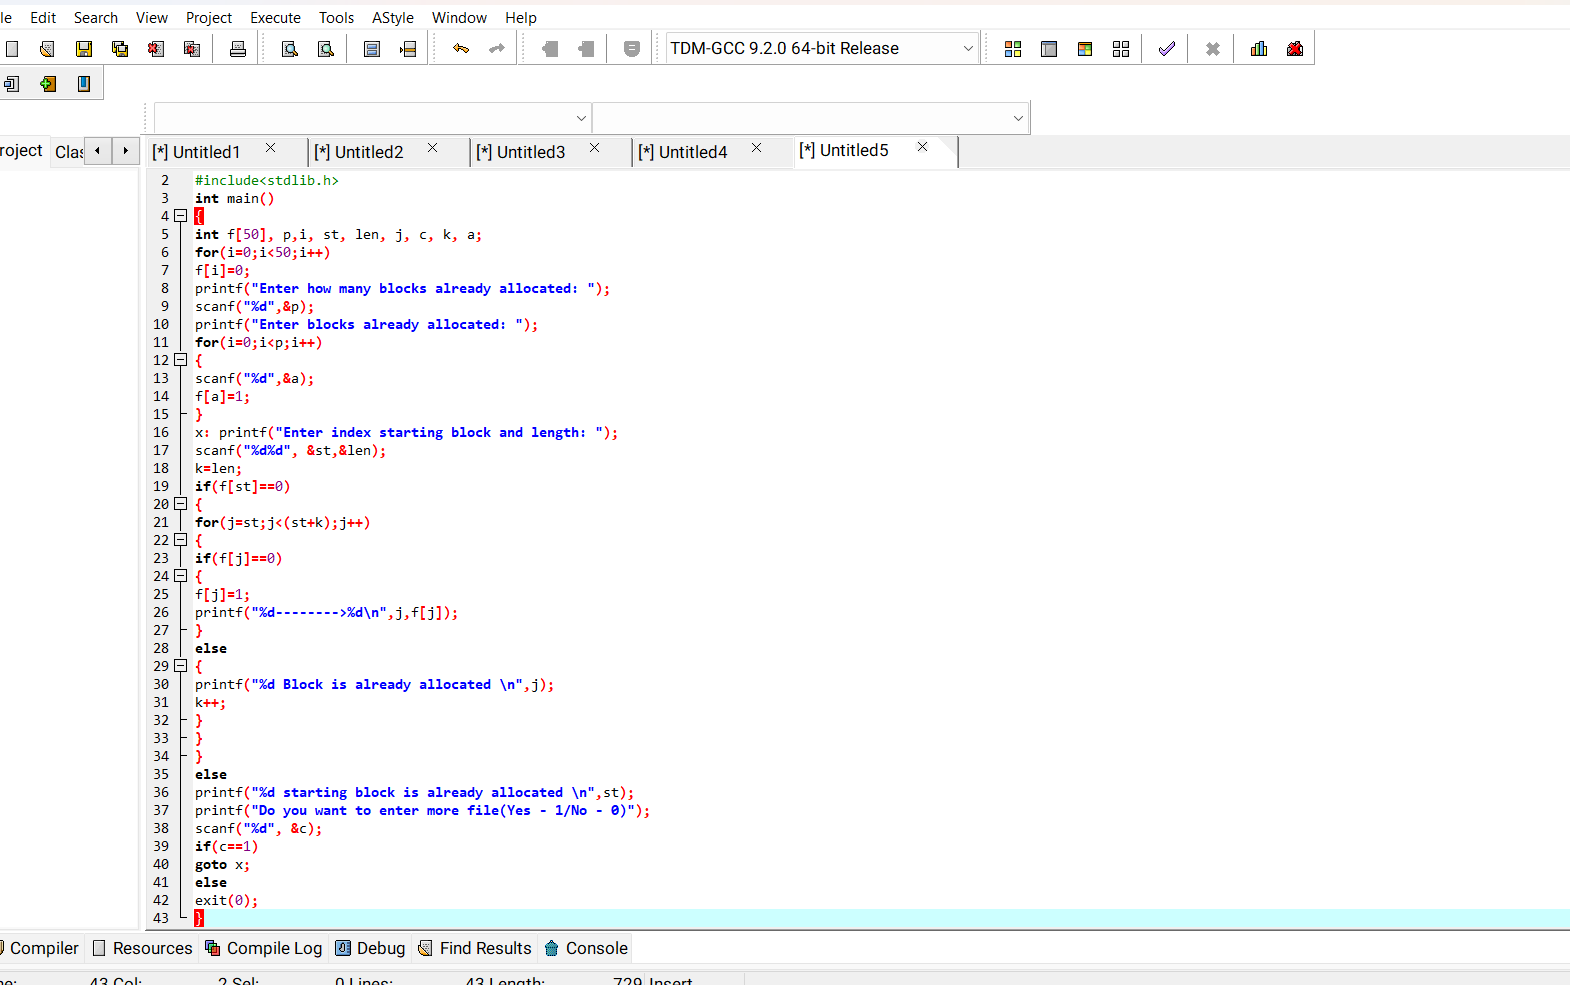 le Edit Search View Project Execute Tools AStyle Window Help
TDM-GCC 9.2.0 64-bit Release
roject Clas [*] Untitled1 [*] Untitled2 [*] Untitled3 [*] Untitled4 [*] Untitled5
2 #include<stdlib.h>
3 int main()
4 {
5 int f[50], p,i, st, len, j, c, k, a;
6 for(i=0;i<50;i++)
7 f[i]=0;
8 printf("Enter how many blocks already allocated: ");
9 scanf("%d",&p);
10 printf("Enter blocks already allocated: ");
11 for(i=0;i<p;i++)
12 {
13 scanf("%d",&a);
14 f[a]=1;
15 }
16 x: printf("Enter index starting block and length: ");
17 scanf("%d%d", &st,&len);
18 k=len;
19 if(f[st]==0)
20 {
21 for(j=st;j<(st+k);j++)
22 {
23 if(f[j]==0)
24 {
25 f[j]=1;
26 printf("%d-------->%d\n",j,f[j]);
27 }
28 else
29 {
30 printf("%d Block is already allocated \n",j);
31 k++;
32 }
33 }
34 }
35 else
36 printf("%d starting block is already allocated \n",st);
37 printf("Do you want to enter more file(Yes - 1/No - 0)");
38 scanf("%d", &c);
39 if(c==1)
40 goto x;
41 else
42 exit(0);
43 }
Compiler Resources Compile Log Debug Find Results Console
ne: 43 Col: 2 Sel: 0 Lines: 43 Length: 729 Insert